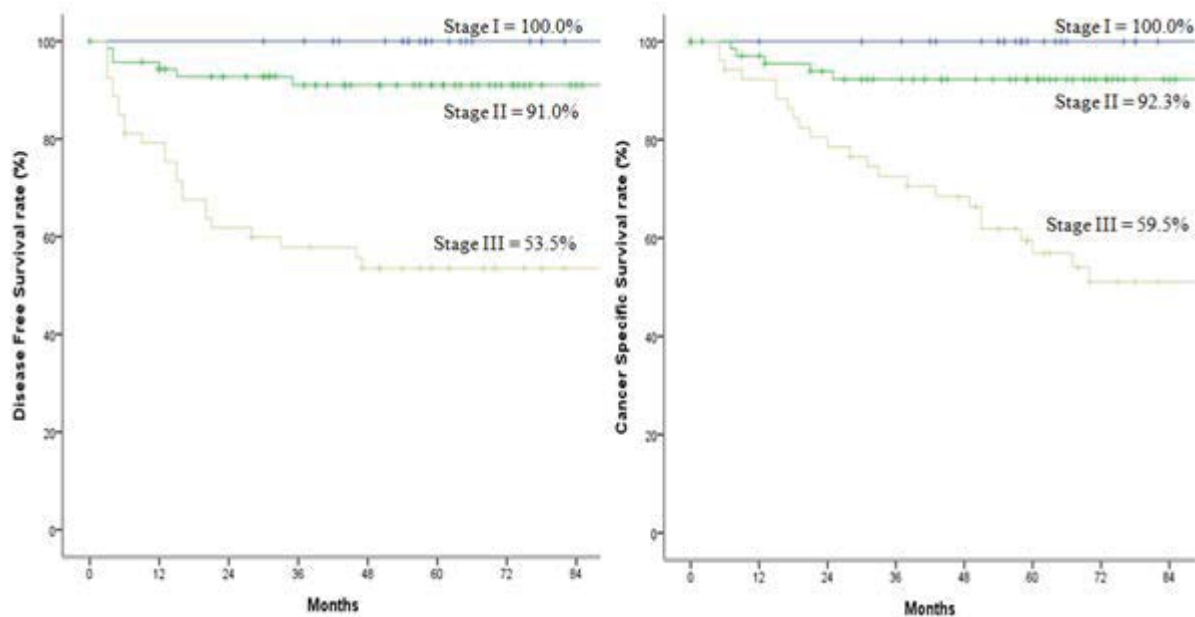 Stage I = 100.0%
100
Stage II = 91.0%
80
60
Stage III = 53.5%
40
20
0
Disease Free Survival rate (%)
0 12 24 36 48 60 72 84
Months
Stage I = 100.0%
100
Stage II = 92.3%
80
Stage III = 59.5%
60
40
20
0
Cancer Specific Survival rate (%)
0 12 24 36 48 60 72 84
Months